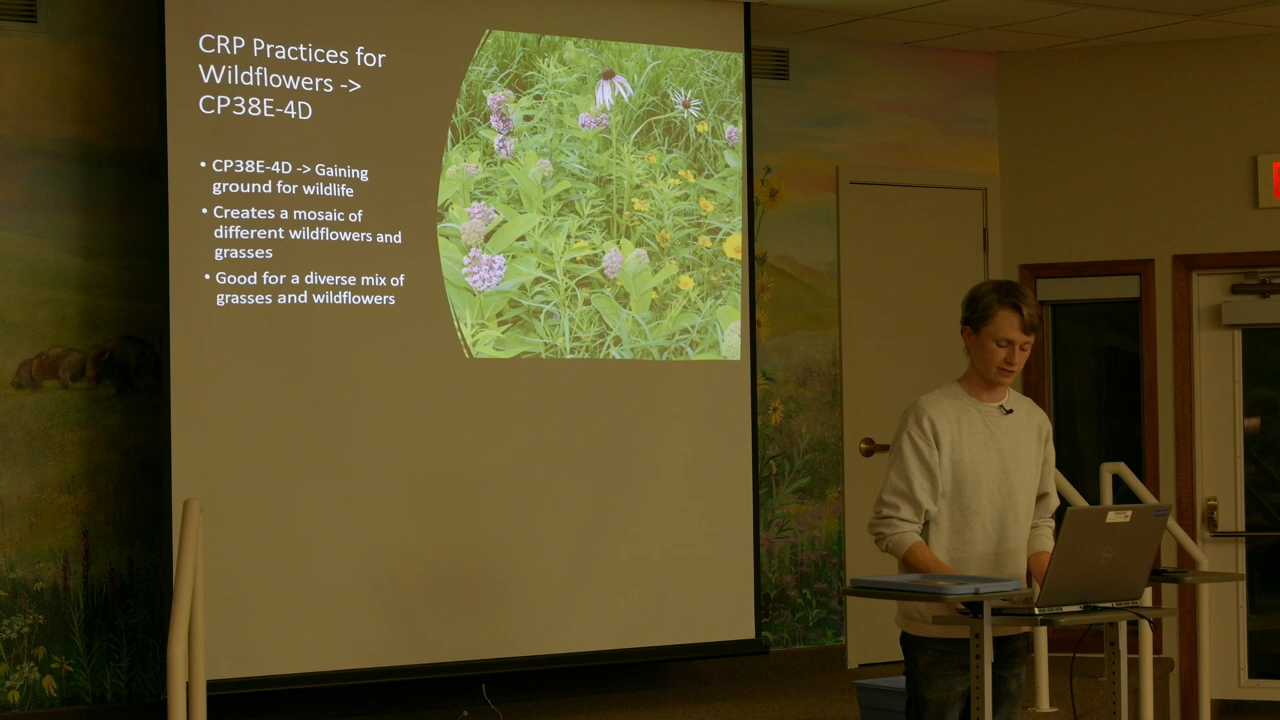 CRP Practices for
Wildflowers ->
CP38E-4D
• CP38E-4D -> Gaining
ground for wildlife
• Creates a mosaic of
different wildflowers and
grasses
• Good for a diverse mix of
grasses and wildflowers